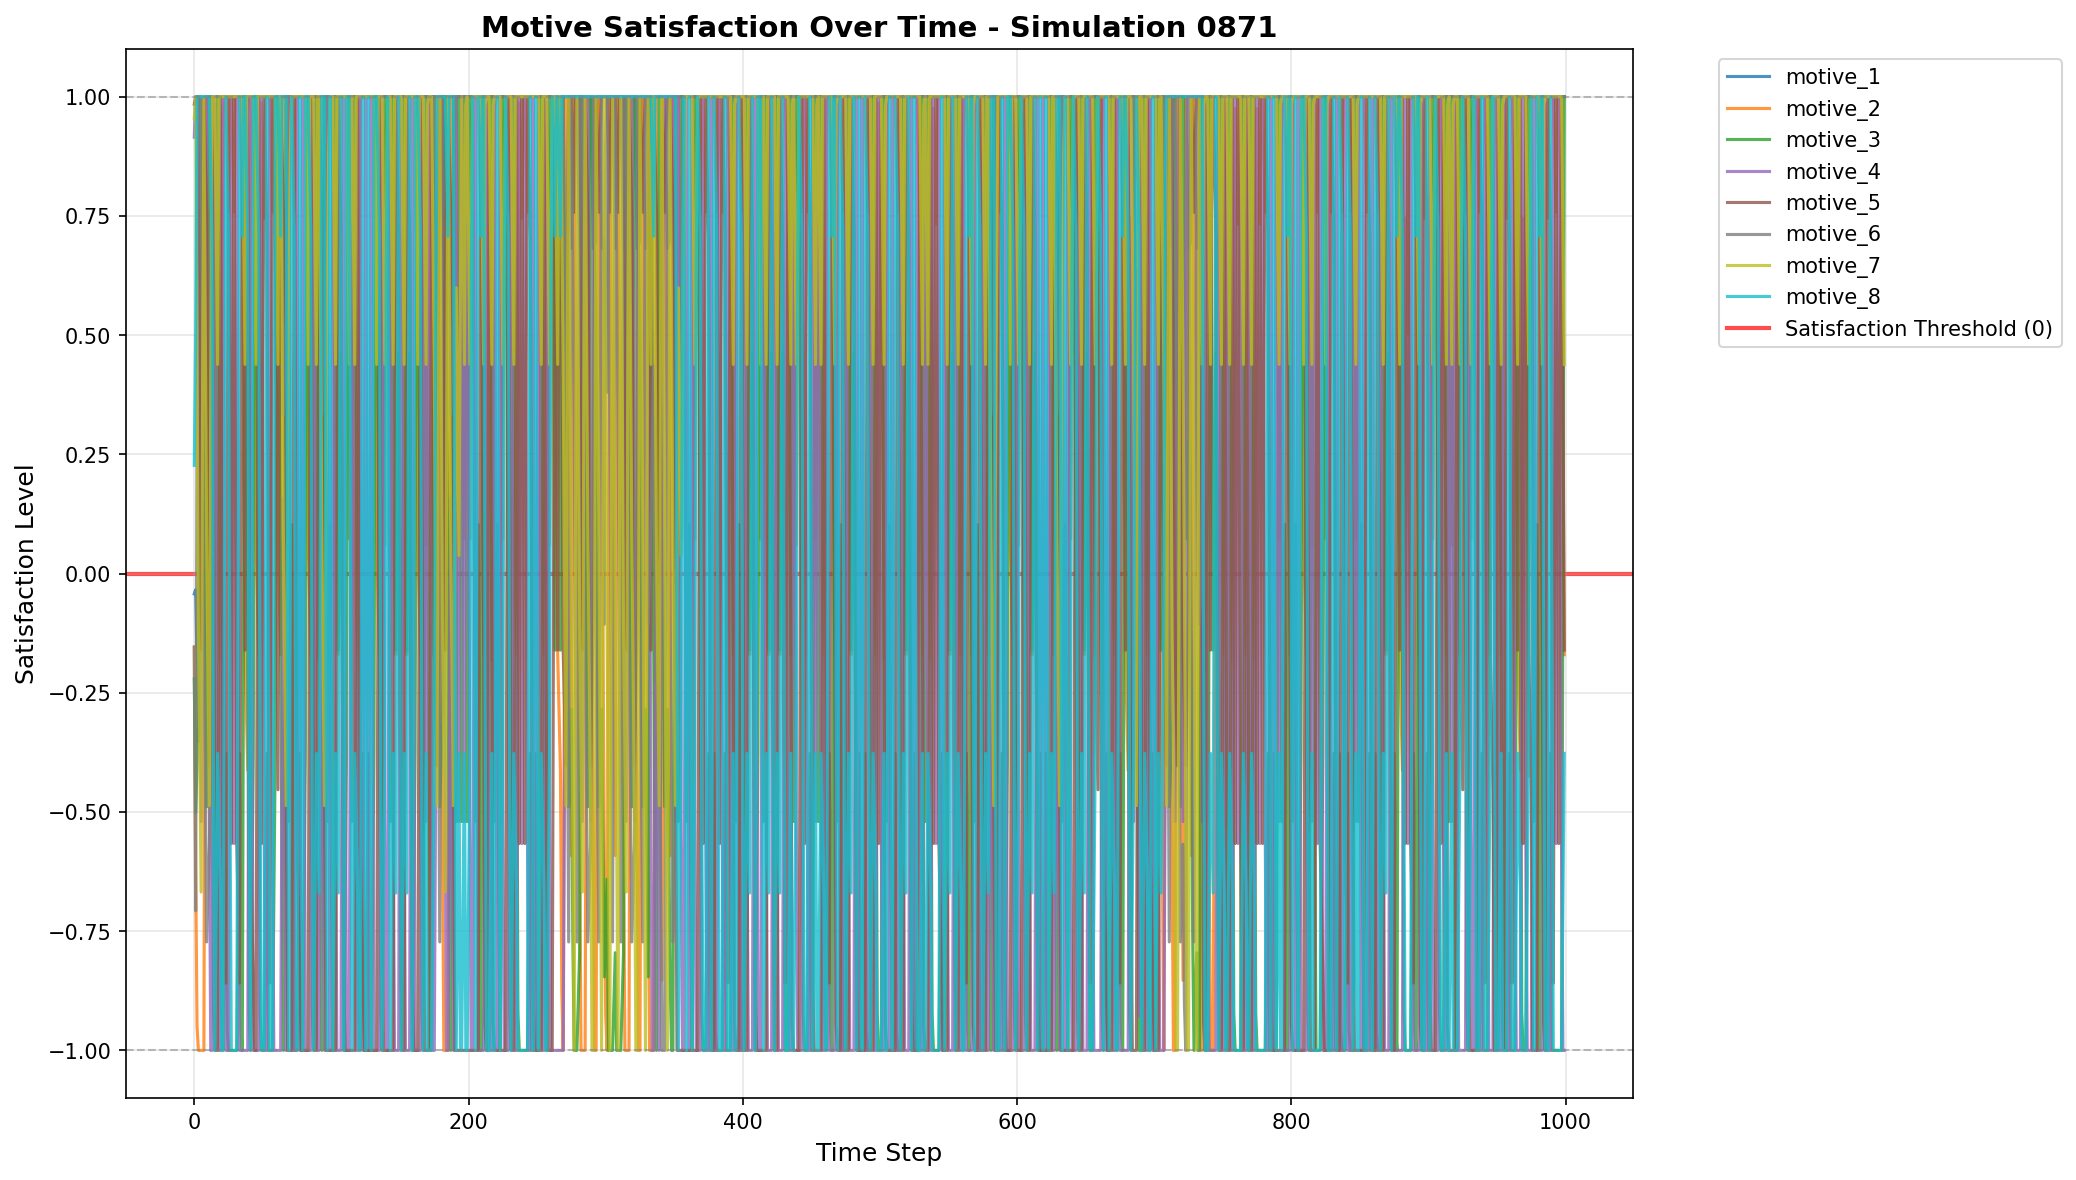 Motive Satisfaction Over Time - Simulation 0871
1.00
0.75
0.50
0.25
0.00
−0.25
−0.50
−0.75
−1.00
Satisfaction Level
0
200
400
600
800
1000
Time Step
motive_1
motive_2
motive_3
motive_4
motive_5
motive_6
motive_7
motive_8
Satisfaction Threshold (0)